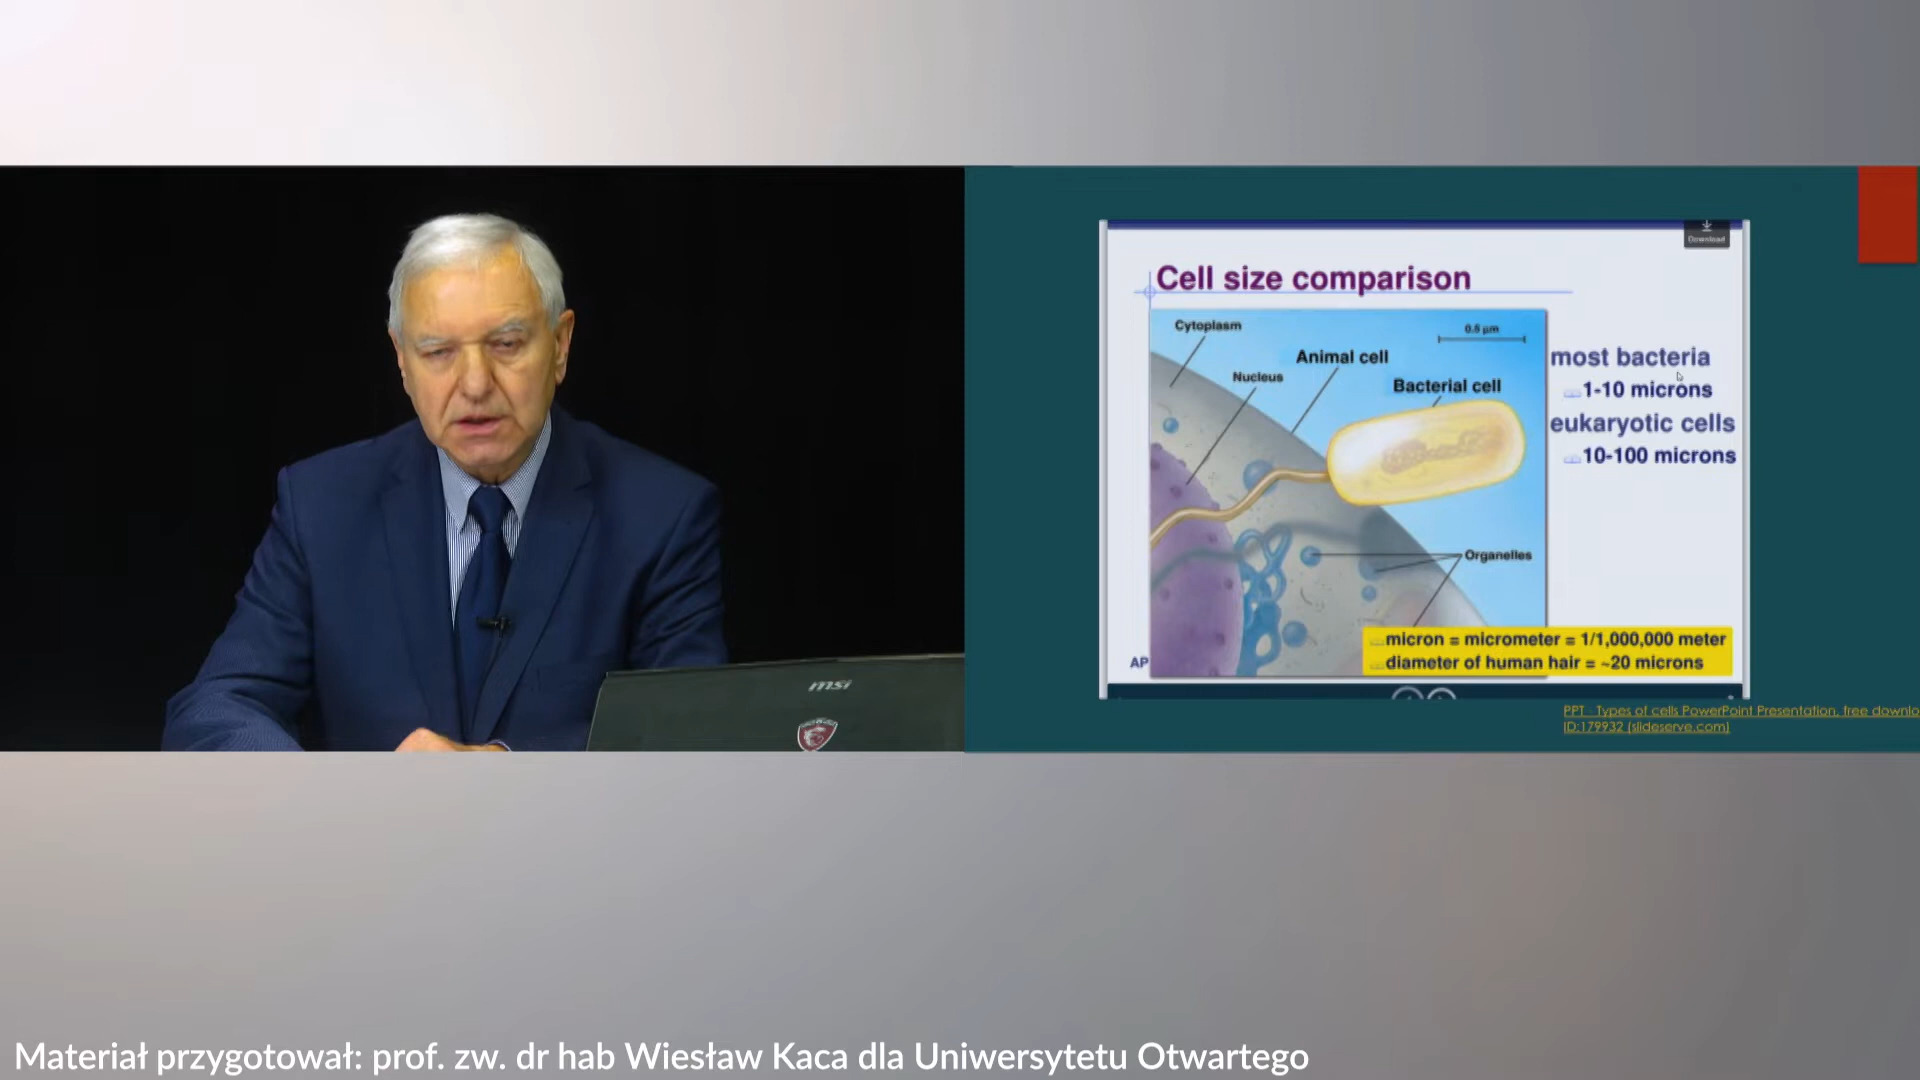 Download
Cell size comparison
Cytoplasm
0.5 µm
Animal cell
Nucleus
Bacterial cell
Organelles
most bacteria
1-10 microns
eukaryotic cells
10-100 microns
micron = micrometer = 1/1,000,000 meter
diameter of human hair = ~20 microns
AP
PPT - Types of cells PowerPoint Presentation, free downlo
ID:179932 (slideserve.com)
msi
Materiał przygotował: prof. zw. dr hab Wiesław Kaca dla Uniwersytetu Otwartego